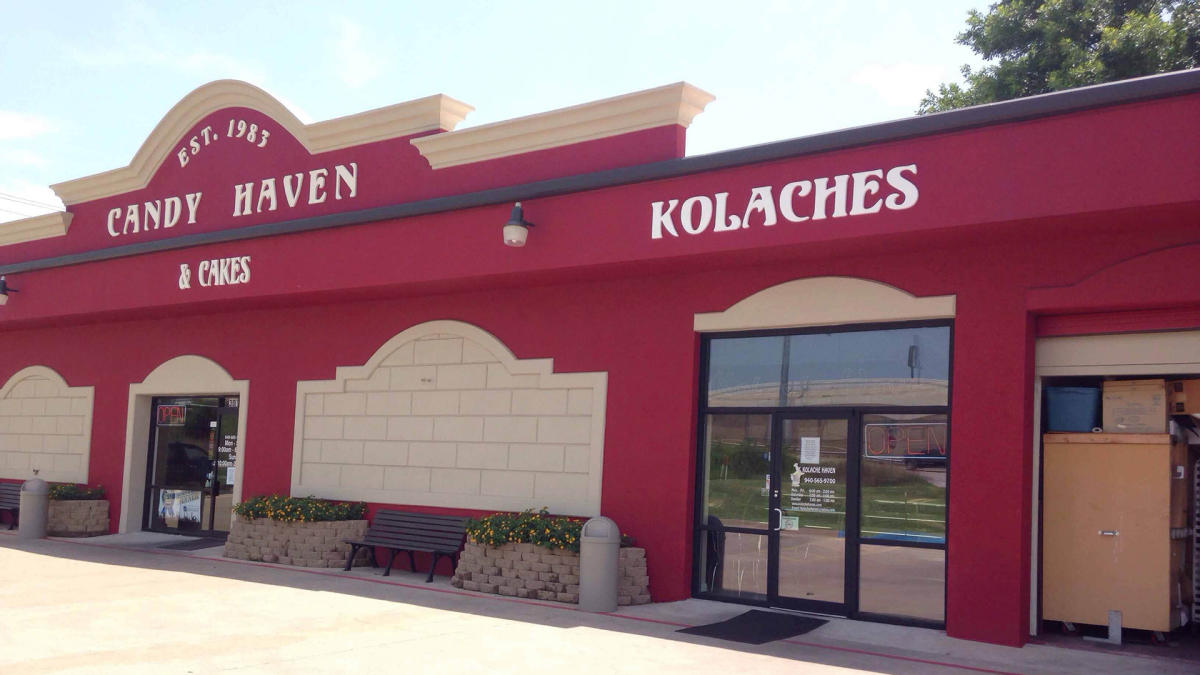 EST. 1983
CANDY HAVEN
& CAKES
KOLACHES
OPEN
OPEN
KOLACHE HAVEN
940-565-9700